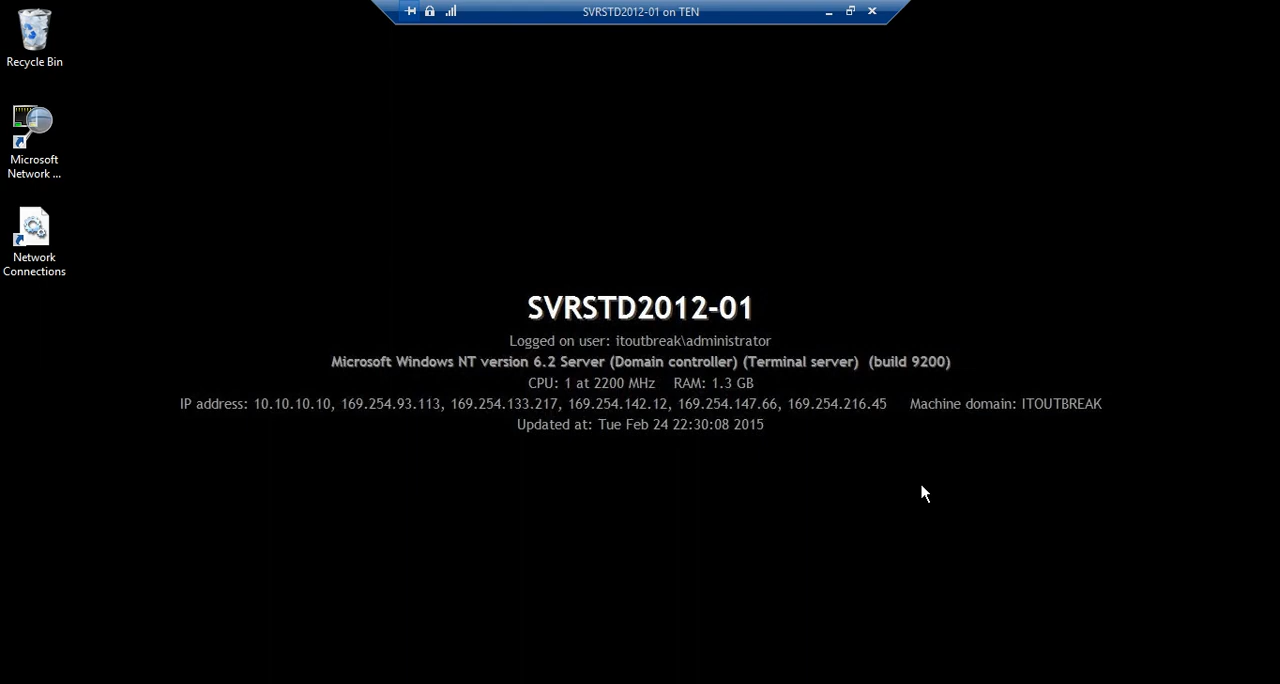 SVRSTD2012-01 on TEN
Recycle Bin
Microsoft
Network ...
Network
Connections
SVRSTD2012-01
Logged on user: itoutbreak\administrator
Microsoft Windows NT version 6.2 Server (Domain controller) (Terminal server) (build 9200)
CPU: 1 at 2200 MHz RAM: 1.3 GB
IP address: 10.10.10.10, 169.254.93.113, 169.254.133.217, 169.254.142.12, 169.254.147.66, 169.254.216.45 Machine domain: ITOUTBREAK
Updated at: Tue Feb 24 22:30:08 2015